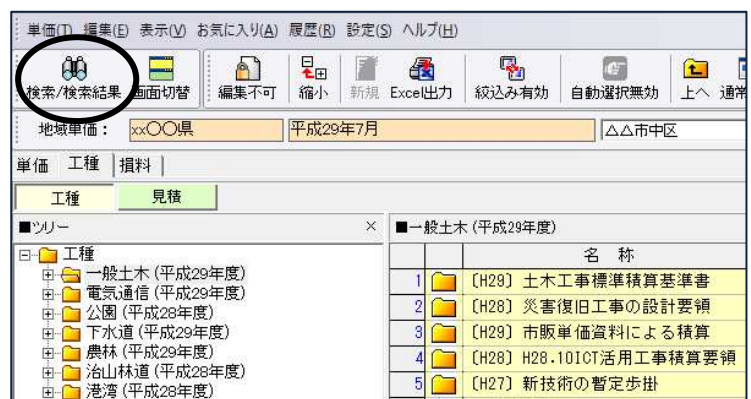 単価(T) 編集(E) 表示(V) お気に入り(A) 履歴(R) 設定(S) ヘルプ(H)
検索/検索結果 画面切替 編集不可 縮小 新規 Excel出力 絞込み有効 自動選択無効 上へ 通常
地域単価： xx〇〇県 平成29年7月 △△市中区
単価 工種 損料
工種 見積
■ツリー × ■一般土木 (平成29年度)
工種
一般土木 (平成29年度)
電気通信 (平成29年度)
公園 (平成28年度)
下水道 (平成29年度)
農林 (平成29年度)
治山林道 (平成28年度)
港湾 (平成28年度)
名 称
1 〔H29〕 土木工事標準積算基準書
2 〔H28〕 災害復旧工事の設計要領
3 〔H29〕 市販単価資料による積算
4 〔H28〕 H28.10ICT活用工事積算要領
5 〔H27〕 新技術の暫定歩掛